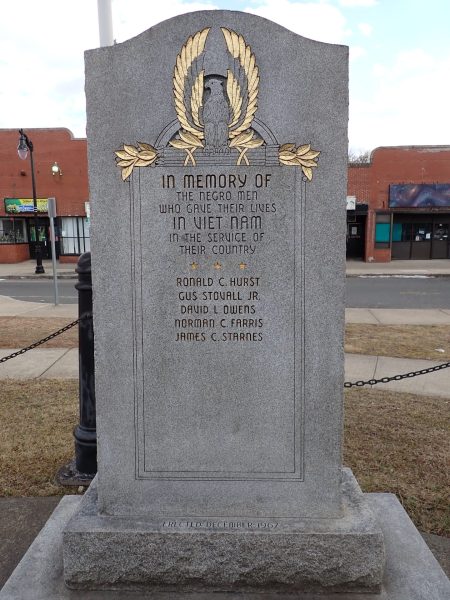 IN MEMORY OF
THE NEGRO MEN
WHO GAVE THEIR LIVES
IN VIET NAM
IN THE SERVICE OF
THEIR COUNTRY
RONALD C. HURST
GUS STOVALL JR.
DAVID L. OWENS
NORMAN C. FARRIS
JAMES C. STARNES
ERECTED DECEMBER 1967